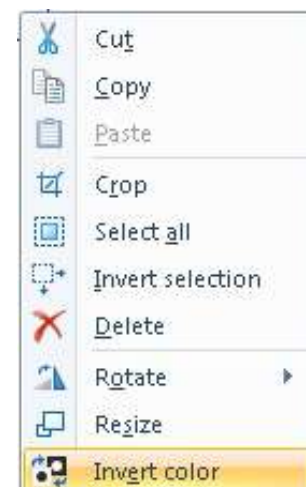 Cut
Copy
Paste
Crop
Select all
Invert selection
Delete
Rotate
Resize
Invert color